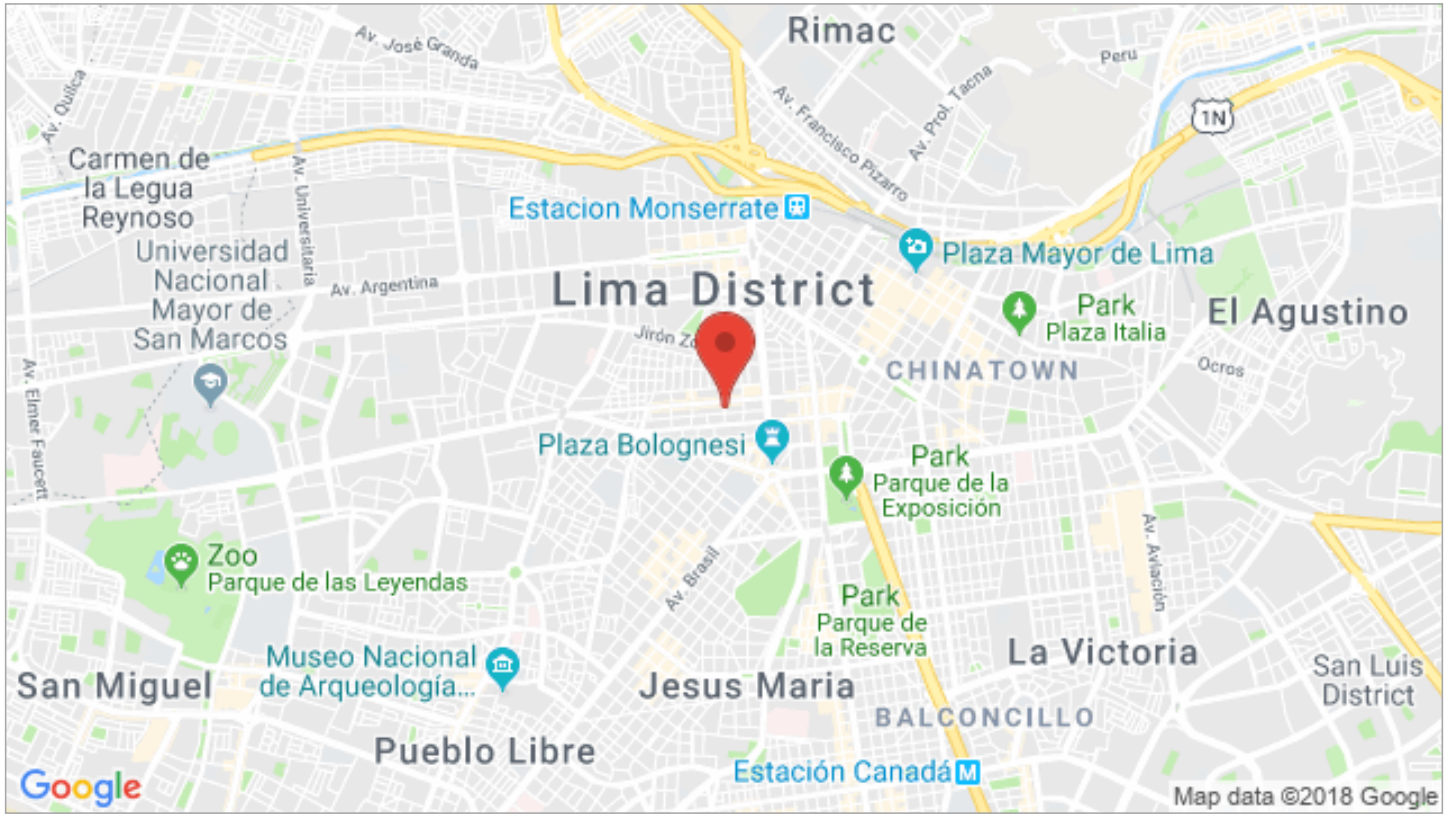 Rimac
Av. José Granda
Peru
Av. Quilca
Av. Prol. Tacna
Av. Francisco Pizarro
1N
Carmen de
la Legua
Reynoso
Av. Universitaria
Estacion Monserrate
Universidad
Nacional
Mayor de
San Marcos
Plaza Mayor de Lima
Av. Argentina
Lima District
Park
Plaza Italia
El Agustino
Jirón
CHINATOWN
Ocros
Av. Elmer Faucett
Plaza Bolognesi
Park
Parque de la
Exposición
Av. Aviación
Zoo
Parque de las Leyendas
Av. Brasil
Park
Parque de
la Reserva
La Victoria
Museo Nacional
de Arqueología...
San Miguel
Jesus Maria
San Luis
District
BALCONCILLO
Pueblo Libre
Estación Canadá M
Google
Map data ©2018 Google